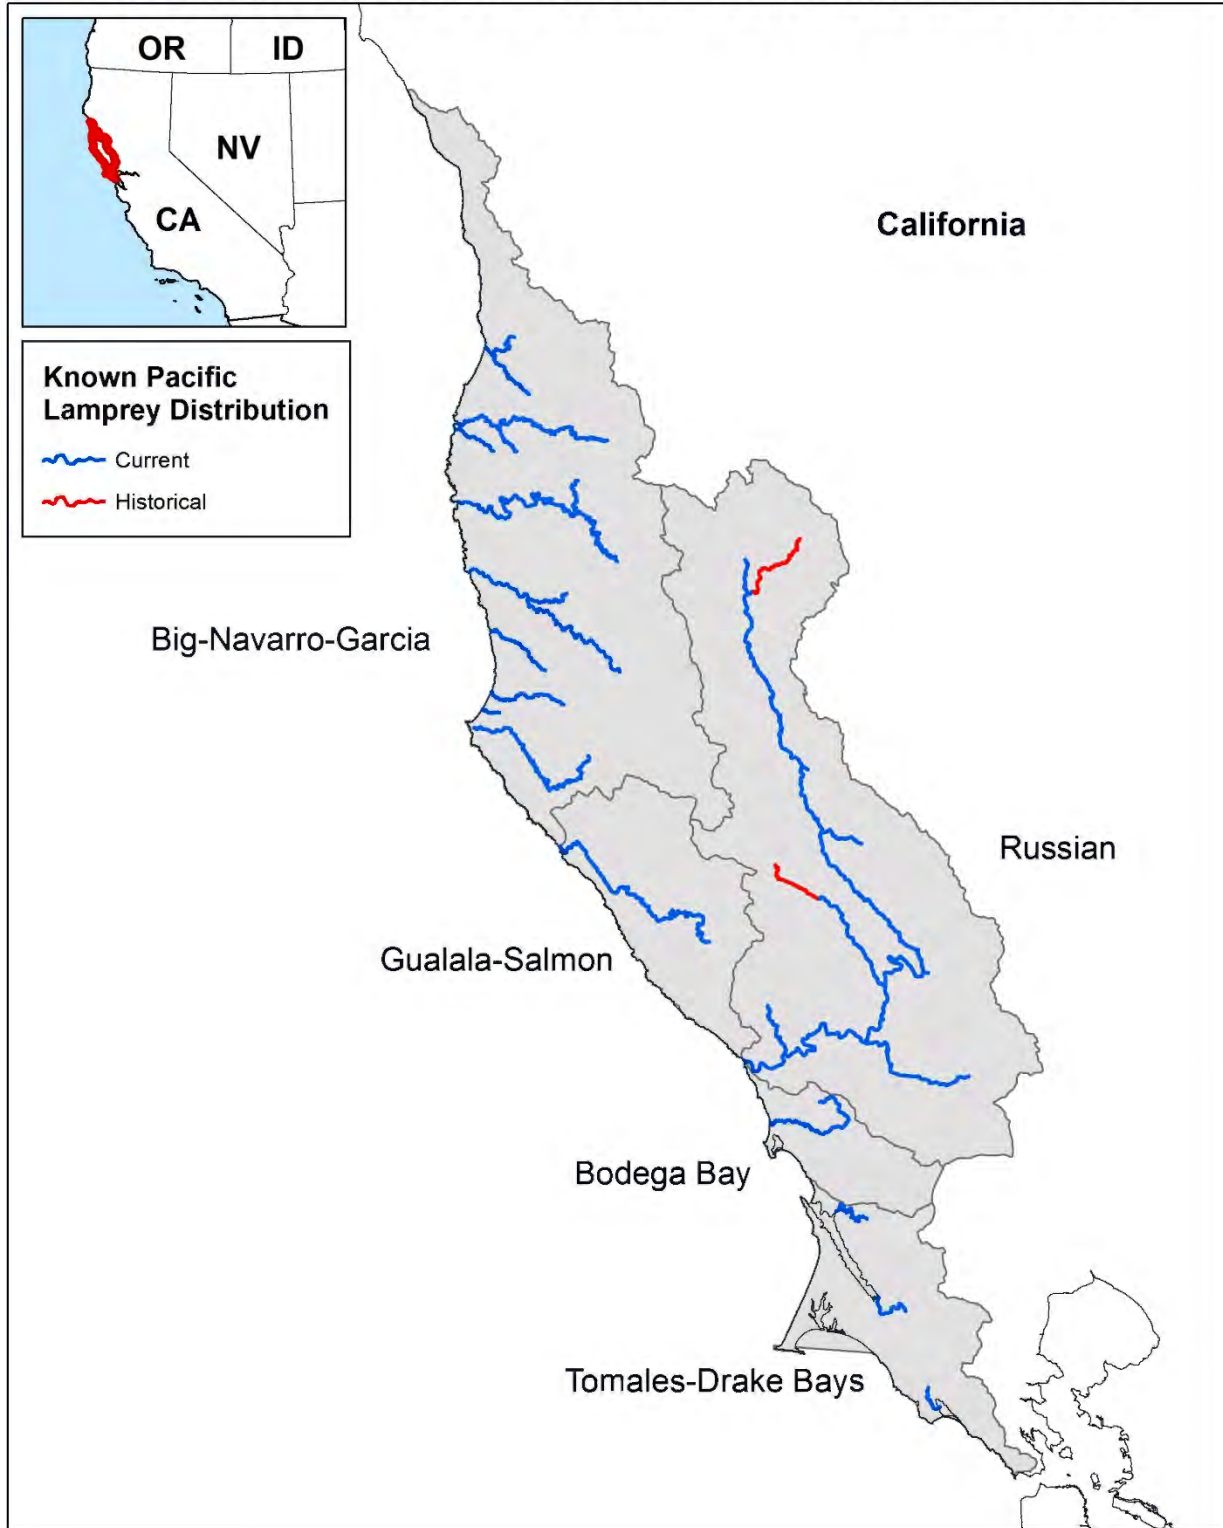 OR
ID
NV
CA
California
Known Pacific
Lamprey Distribution
Current
Historical
Big-Navarro-Garcia
Russian
Gualala-Salmon
Bodega Bay
Tomales-Drake Bays